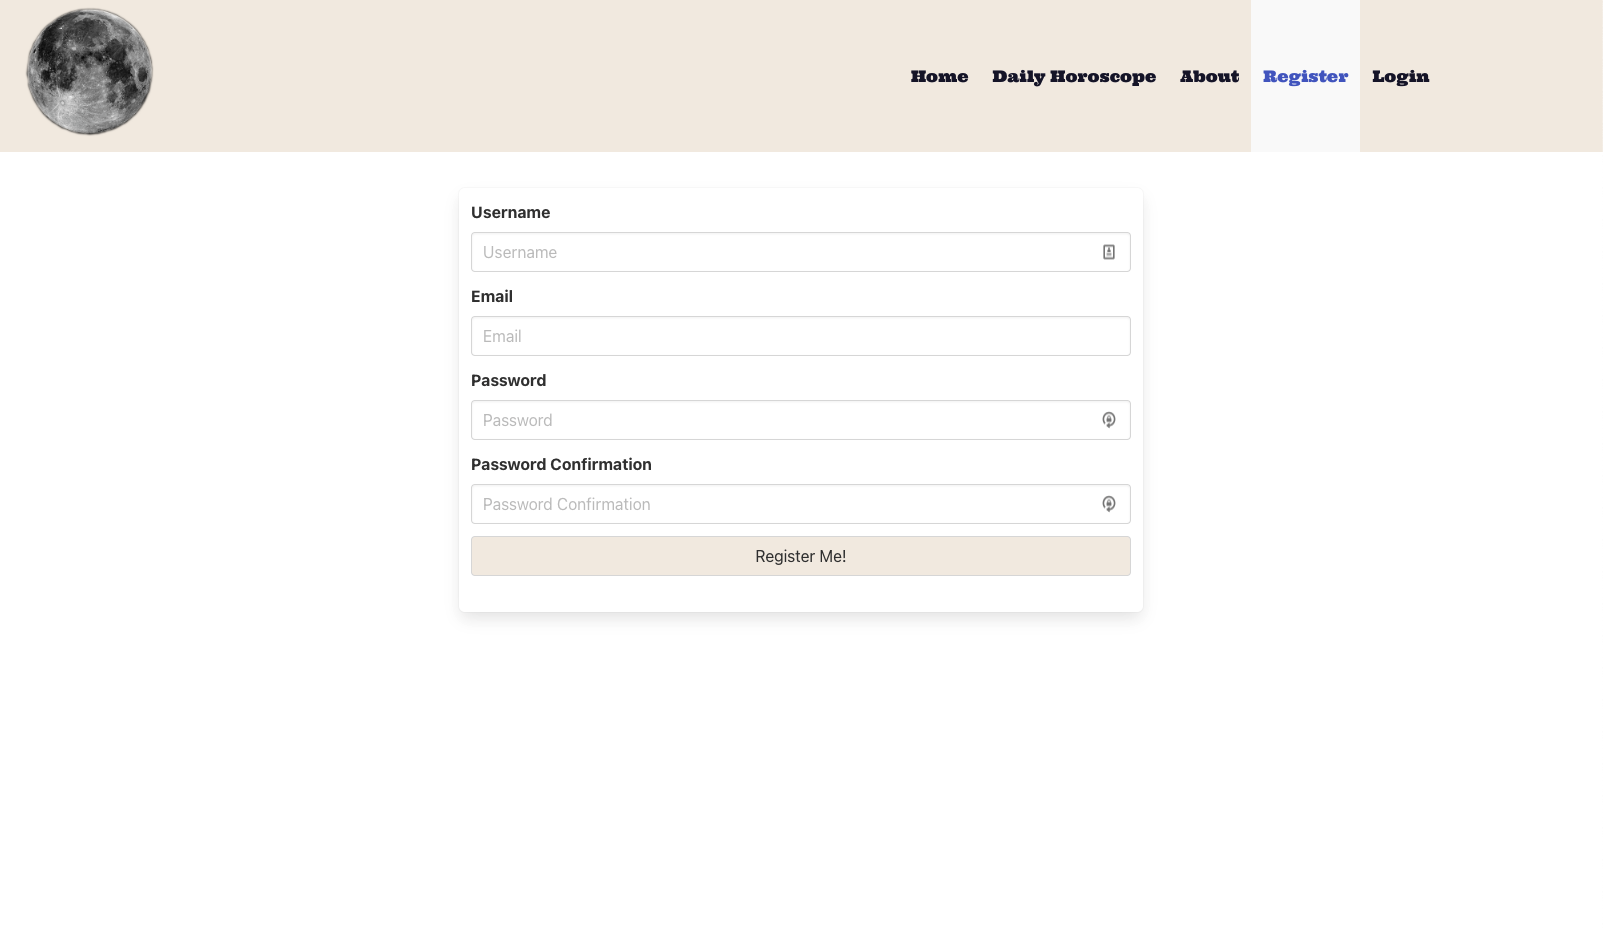 Home Daily Horoscope About Register Login
Username
Username
Email
Email
Password
Password
Password Confirmation
Password Confirmation
Register Me!